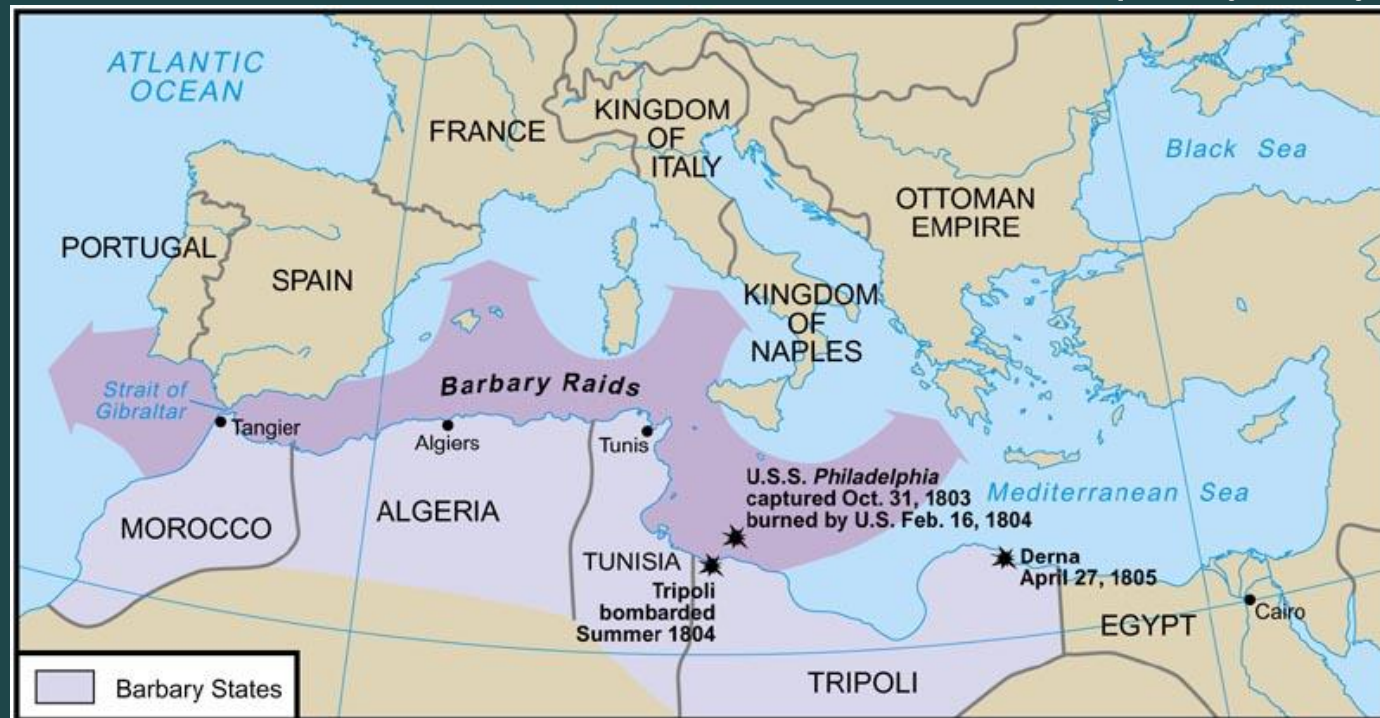 ATLANTIC
OCEAN
FRANCE
KINGDOM
OF
ITALY
Black Sea
OTTOMAN
EMPIRE
PORTUGAL
SPAIN
KINGDOM
OF
NAPLES
Strait of
Gibraltar
Barbary Raids
Tangier
Algiers
Tunis
U.S.S. Philadelphia
captured Oct. 31, 1803
burned by U.S. Feb. 16, 1804
Mediterranean Sea
MOROCCO
ALGERIA
TUNISIA
Tripoli
bombarded
Summer 1804
Derna
April 27, 1805
EGYPT
Cairo
TRIPOLI
Barbary States